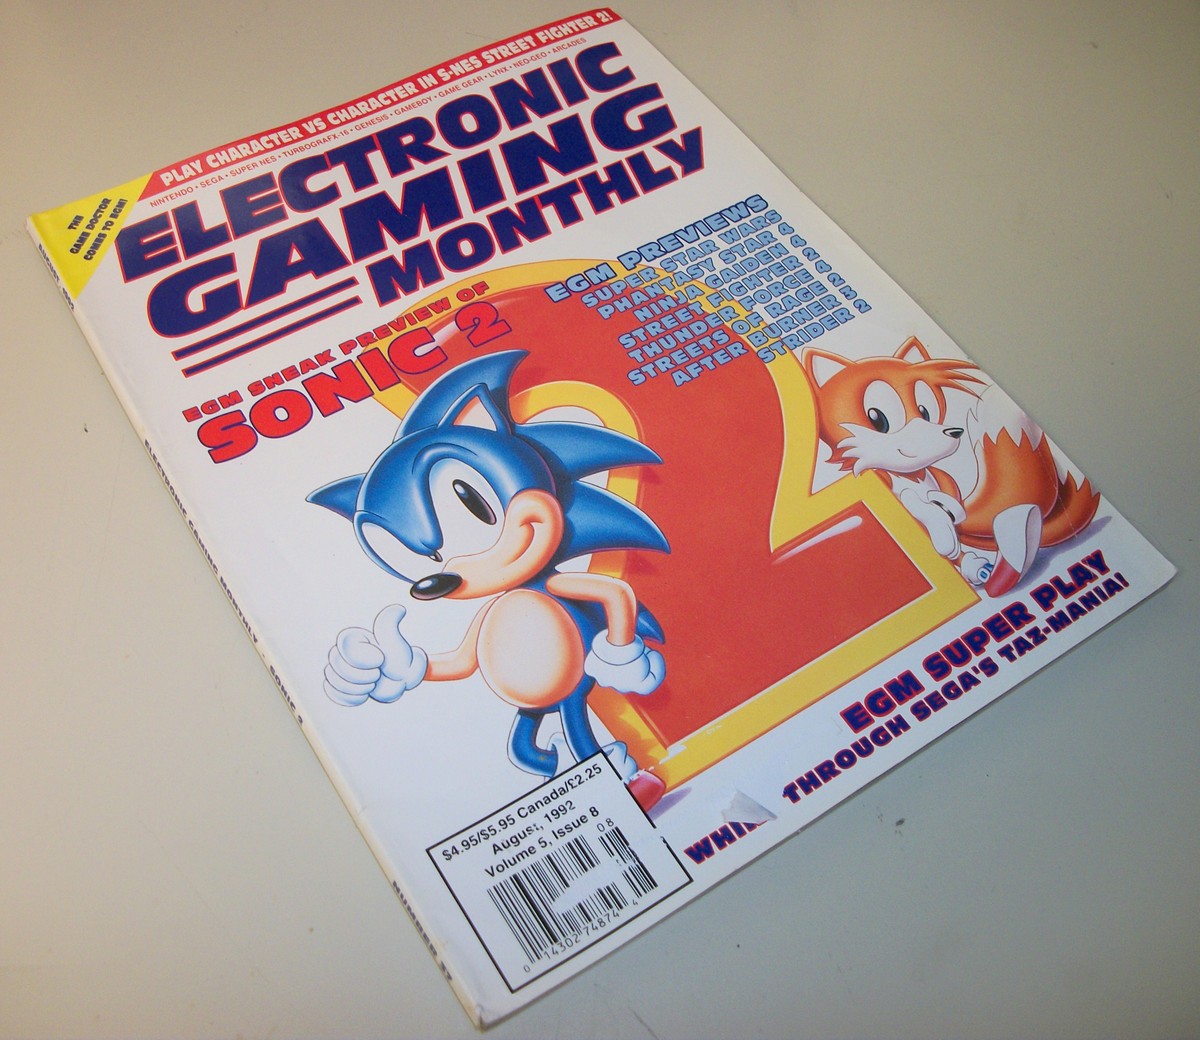 PLAY CHARACTER VS CHARACTER IN S-NES STREET FIGHTER 2!
NINTENDO • SEGA • SUPER NES • TURBOGRAFX-16 • GENESIS • GAMEBOY • GAME GEAR • LYNX • NEO-GEO • ARCADES
THE
GAME DOCTOR
COMES TO EGM!
ELECTRONIC
GAMING
MONTHLY
EGM SNEAK PREVIEW OF
SONIC 2
EGM PREVIEWS
SUPER STAR WARS
PHANTASY STAR 4
NINJA GAIDEN 4
STREET FIGHTER 2
THUNDER FORCE 4
STREETS OF RAGE 2
AFTER BURNER 3
STRIDER 2
EGM SUPER PLAY
THROUGH SEGA'S TAZ-MANIA!
$4.95/$5.95 Canada/£2.25
August, 1992
Volume 5, Issue 8
08
0 14302 74874 4
ELECTRONIC GAMING MONTHLY
SONIC 2
NUMBER 37